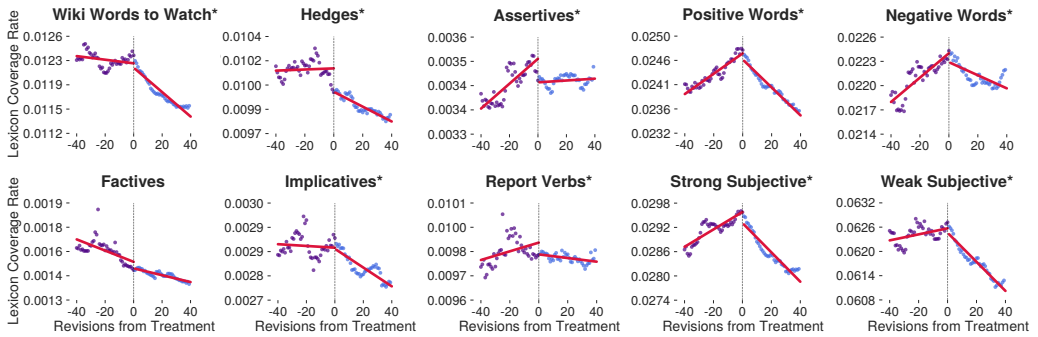 Wiki Words to Watch* Hedges* Assertives* Positive Words* Negative Words*
Lexicon Coverage Rate
0.0126 0.0104 0.0036 0.0250 0.0226
0.0123 0.0102 0.0035 0.0246 0.0223
0.0119 0.0100 0.0034 0.0240 0.0220
0.0115 0.0099 0.0034 0.0236 0.0217
0.0112 0.0097 0.0033 0.0232 0.0214
-40 -20 0 20 40 -40 -20 0 20 40 -40 -20 0 20 40 -40 -20 0 20 40 -40 -20 0 20 40
Factives Implicatives* Report Verbs* Strong Subjective* Weak Subjective*
Lexicon Coverage Rate
0.0019 0.0030 0.0101 0.0298 0.0632
0.0018 0.0029 0.0100 0.0292 0.0626
0.0016 0.0029 0.0098 0.0286 0.0620
0.0014 0.0028 0.0097 0.0280 0.0614
0.0013 0.0027 0.0096 0.0274 0.0608
-40 -20 0 20 40 -40 -20 0 20 40 -40 -20 0 20 40 -40 -20 0 20 40 -40 -20 0 20 40
Revisions from Treatment Revisions from Treatment Revisions from Treatment Revisions from Treatment Revisions from Treatment